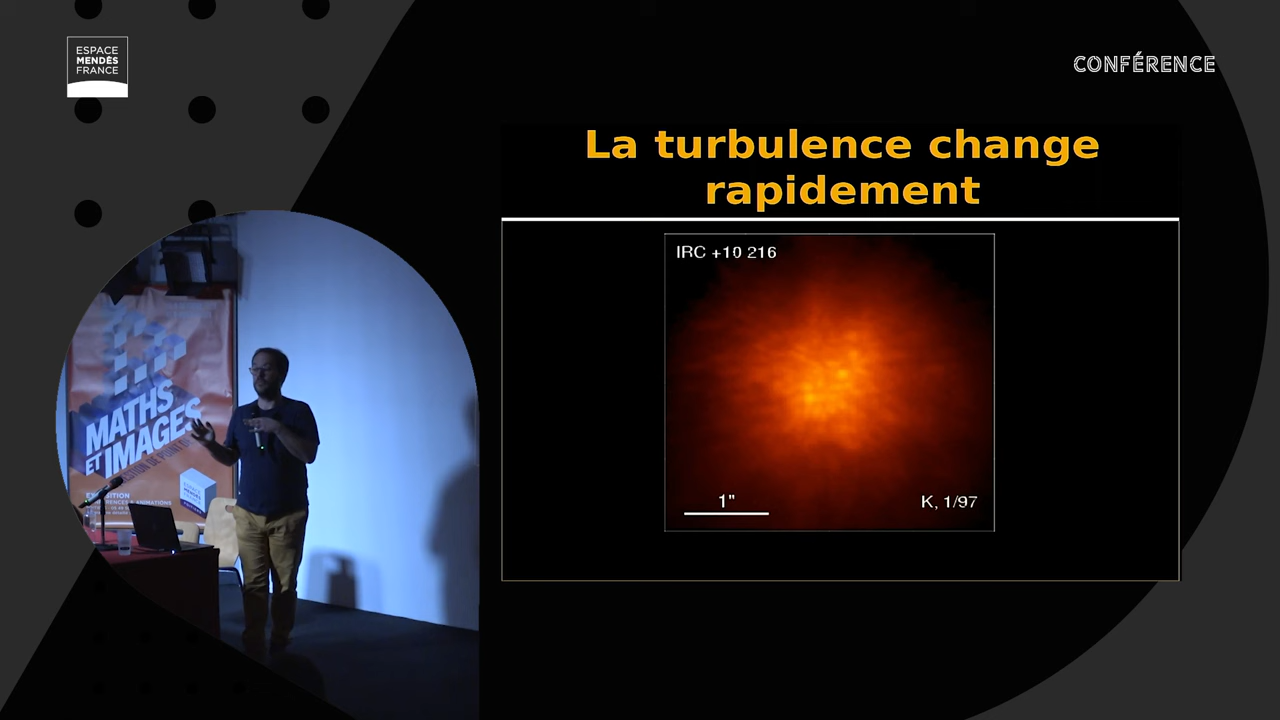 ESPACE
MENDÈS
FRANCE
CONFÉRENCE
La turbulence change
rapidement
IRC +10 216
1"
K, 1/97
MATHS
ET IMAGES